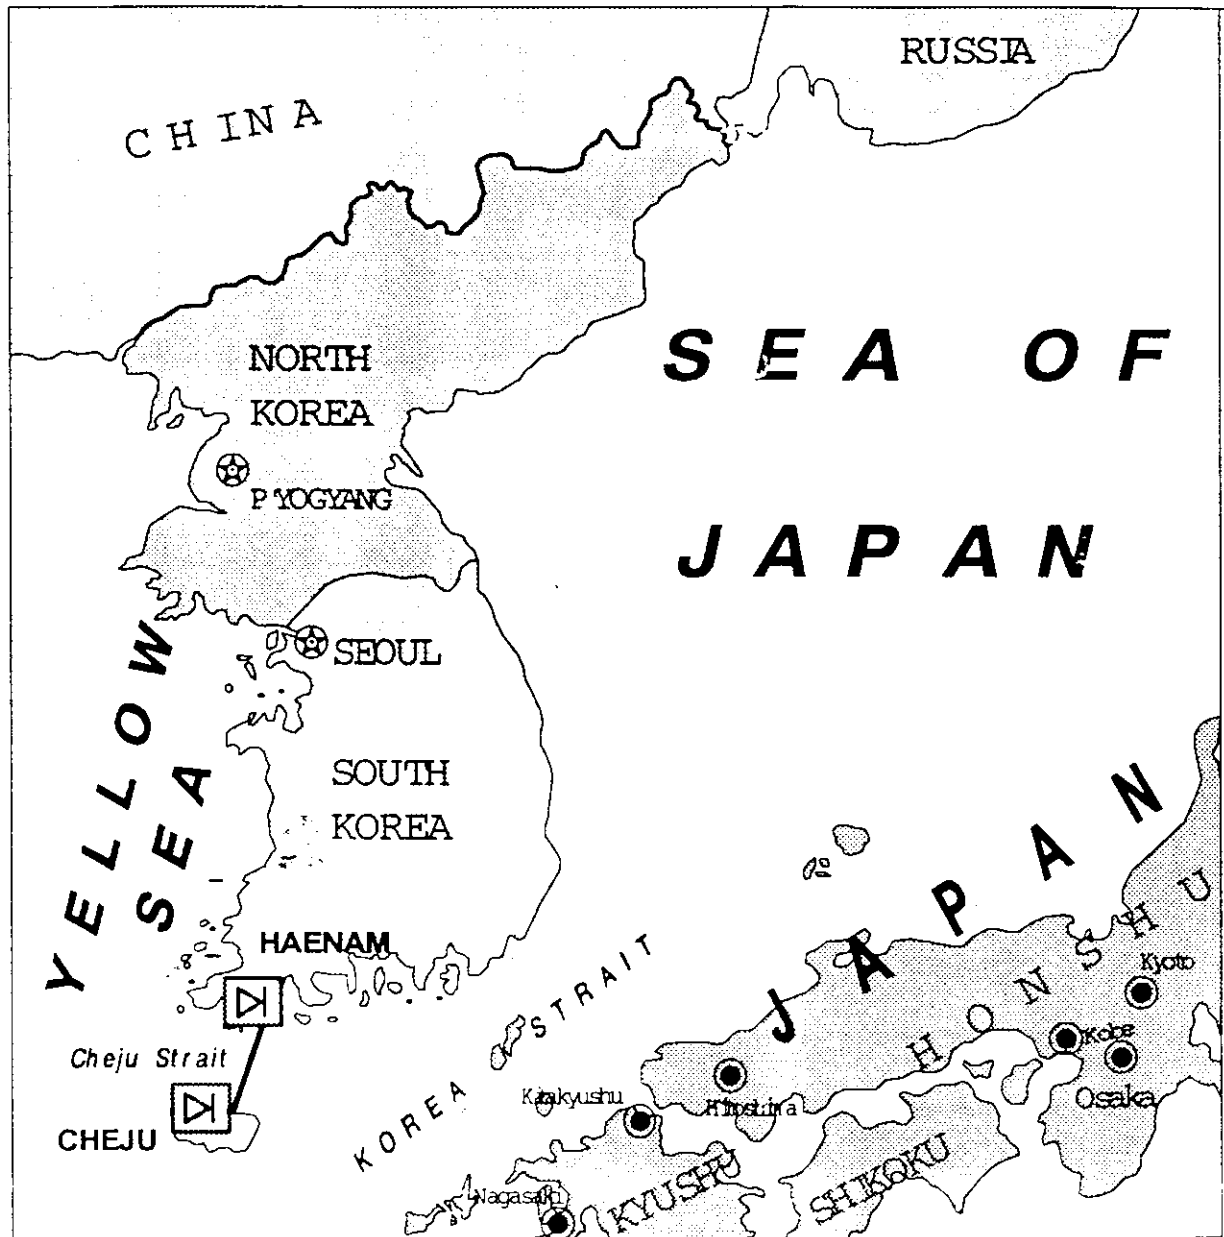 RUSSIA
CHINA
NORTH
KOREA
SEA OF
JAPAN
P'YOGYANG
SEOUL
YELLOW
SEA
SOUTH
KOREA
JAPAN
HAENAM
KOREA STRAIT
HONSHU
Kyoto
Kobe
Osaka
Cheju Strait
CHEJU
Kitakyushu
Hiroshima
Nagasaki
KYUSHU
SHIKOKU